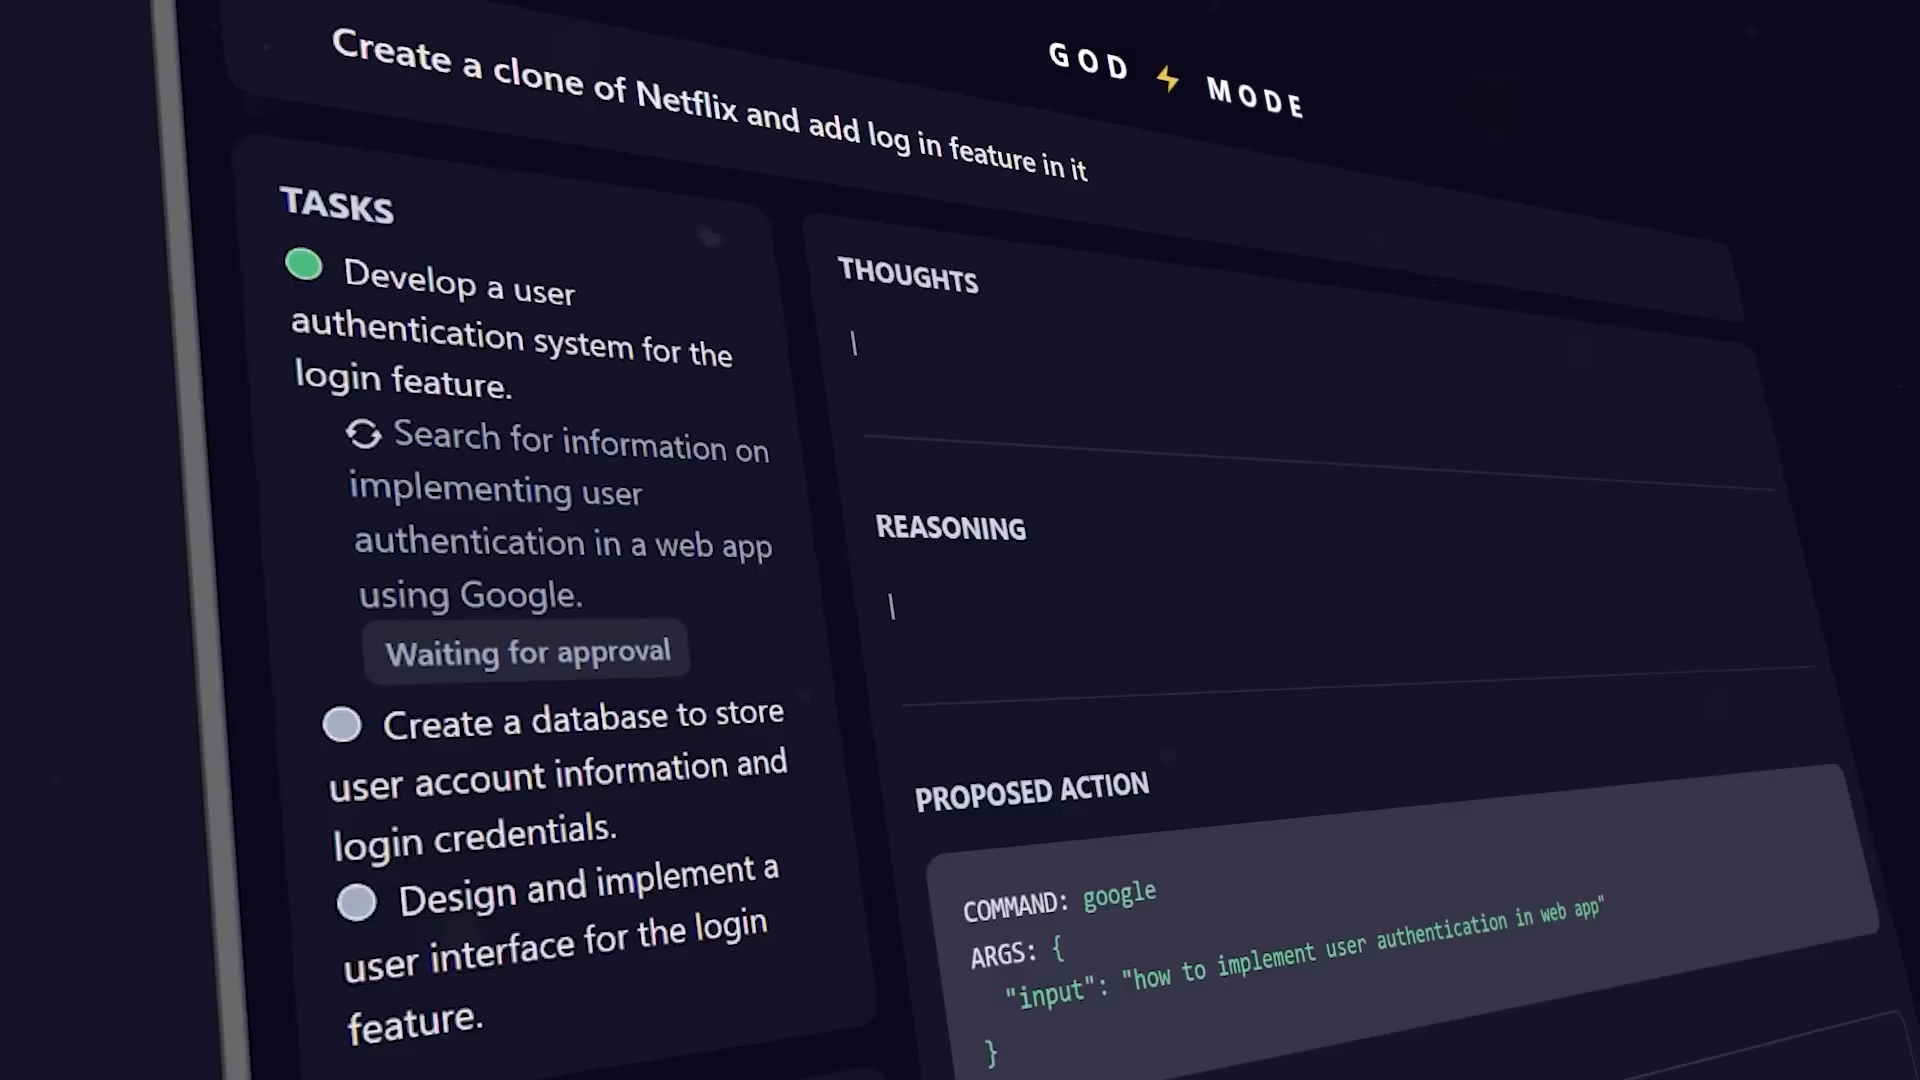 GOD⚡MODE
Create a clone of Netflix and add log in feature in it
TASKS
Develop a user
authentication system for the
login feature.
Search for information on
implementing user
authentication in a web app
using Google.
Waiting for approval
Create a database to store
user account information and
login credentials.
Design and implement a
user interface for the login
feature.
THOUGHTS
|
REASONING
|
PROPOSED ACTION
COMMAND: google
ARGS: {
"input": "how to implement user authentication in web app"
}